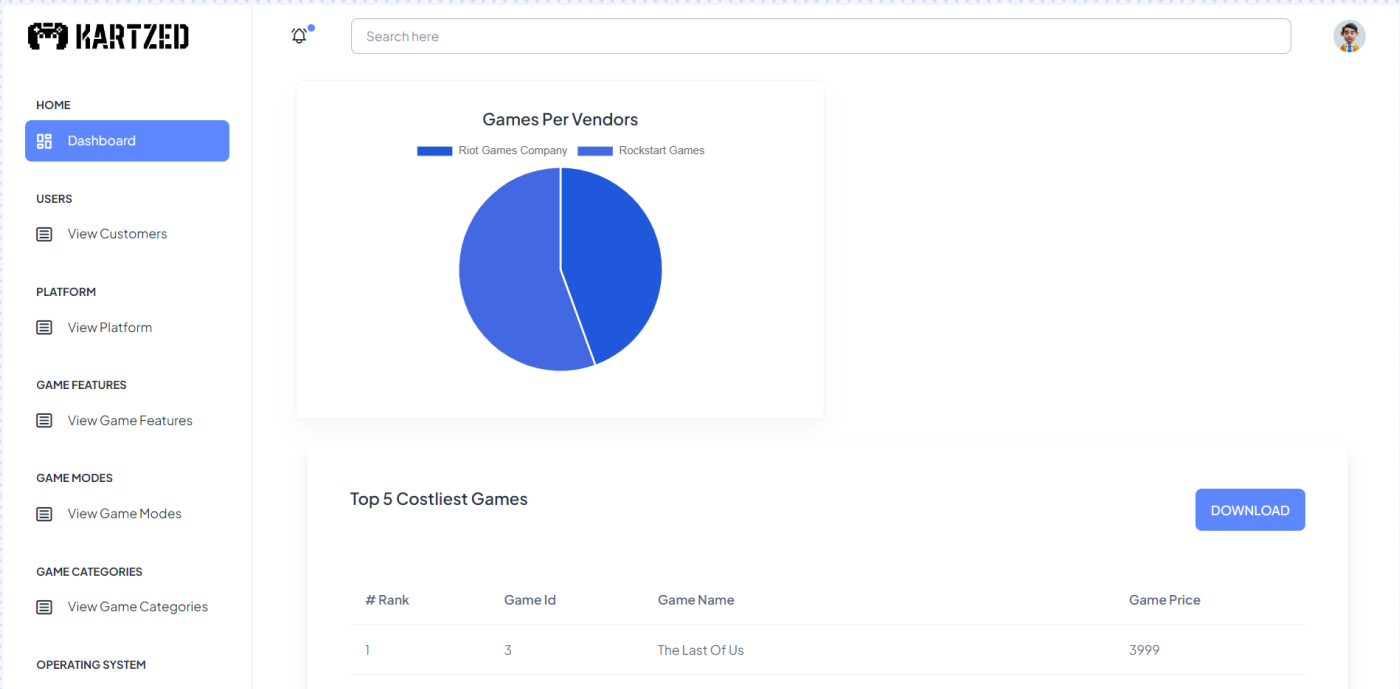 KARTZED
Search here
HOME
Dashboard
USERS
View Customers
PLATFORM
View Platform
GAME FEATURES
View Game Features
GAME MODES
View Game Modes
GAME CATEGORIES
View Game Categories
OPERATING SYSTEM
Games Per Vendors
Riot Games Company Rockstart Games
Top 5 Costliest Games
DOWNLOAD
# Rank Game Id Game Name Game Price
1 3 The Last Of Us 3999